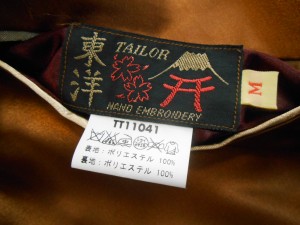 東洋
TAILOR
HAND EMBROIDERY
M
TT11041
表地：ポリエステル 100%
裏地：ポリエステル 100%